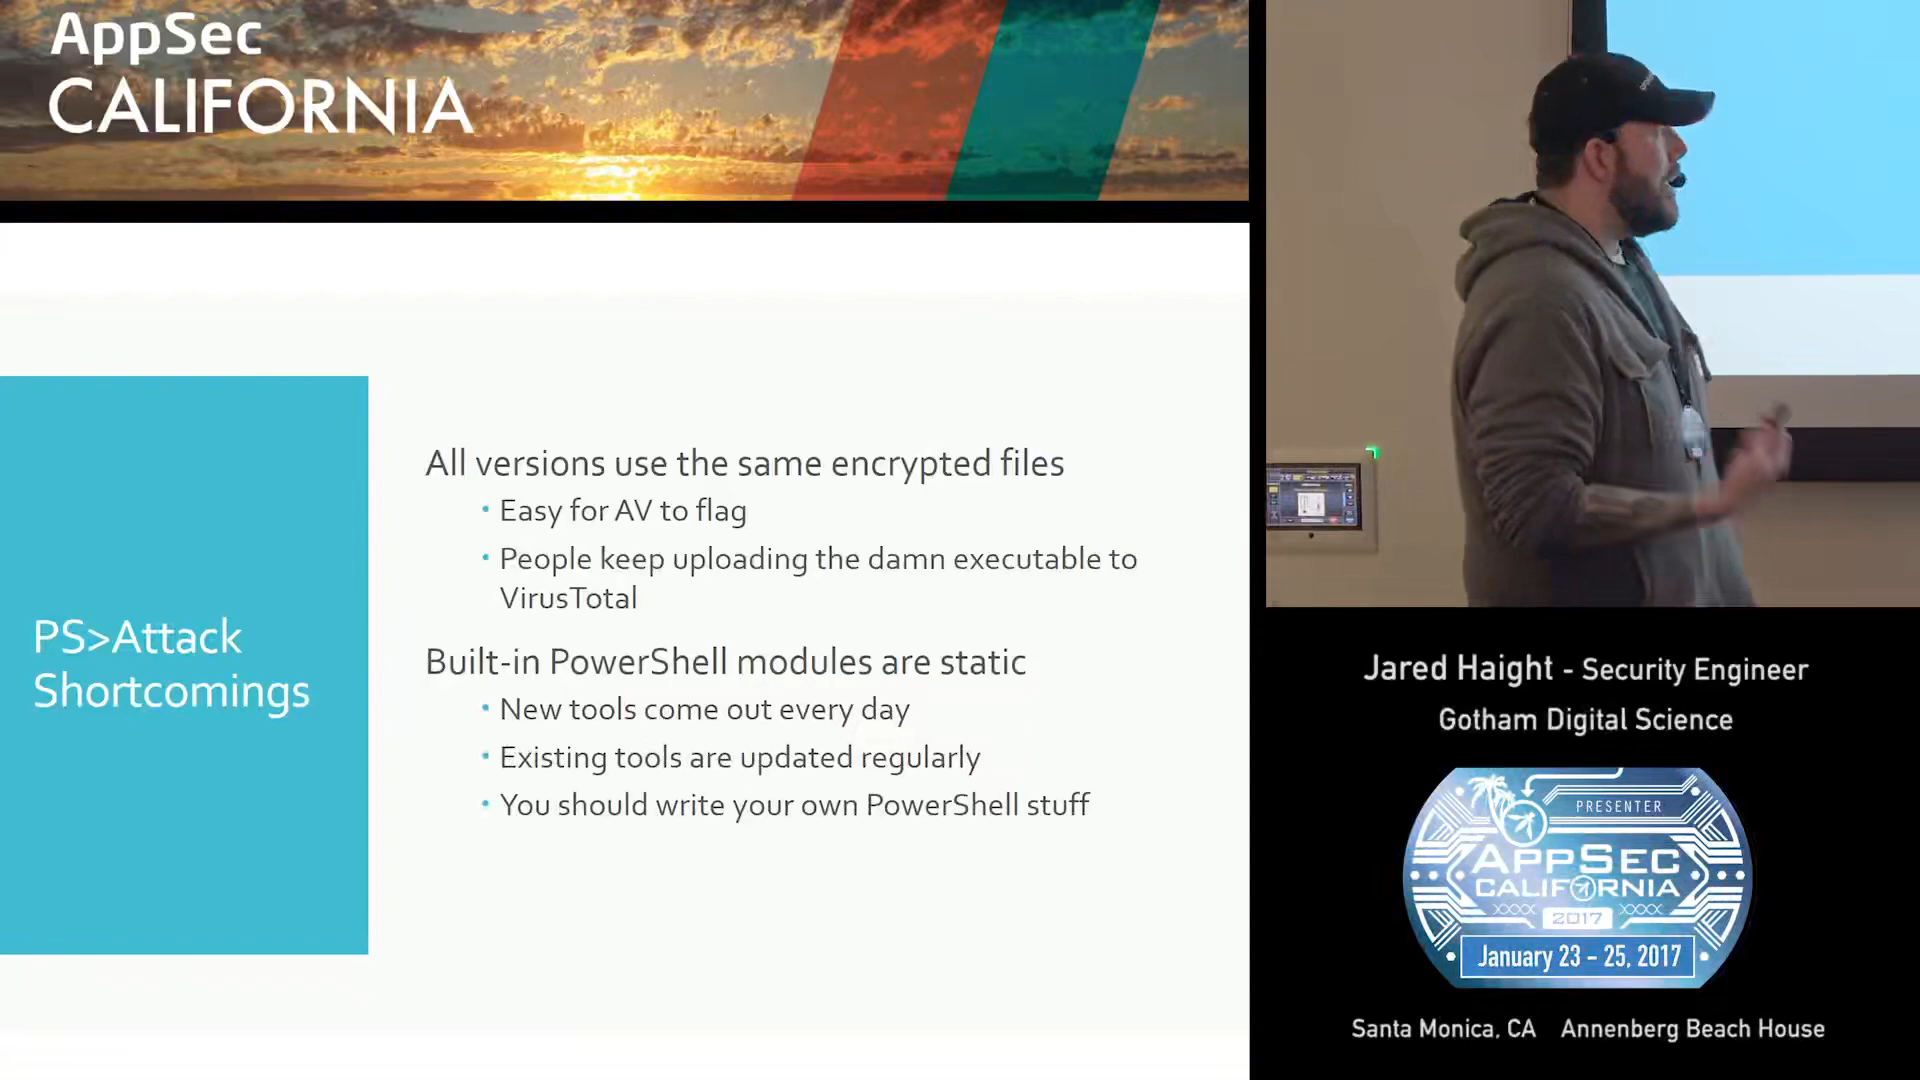 AppSec
CALIFORNIA
PS>Attack
Shortcomings
All versions use the same encrypted files
• Easy for AV to flag
• People keep uploading the damn executable to
VirusTotal
Built-in PowerShell modules are static
• New tools come out every day
• Existing tools are updated regularly
• You should write your own PowerShell stuff
Jared Haight - Security Engineer
Gotham Digital Science
PRESENTER
APPSEC
CALIFORNIA
2017
January 23 - 25, 2017
Santa Monica, CA Annenberg Beach House